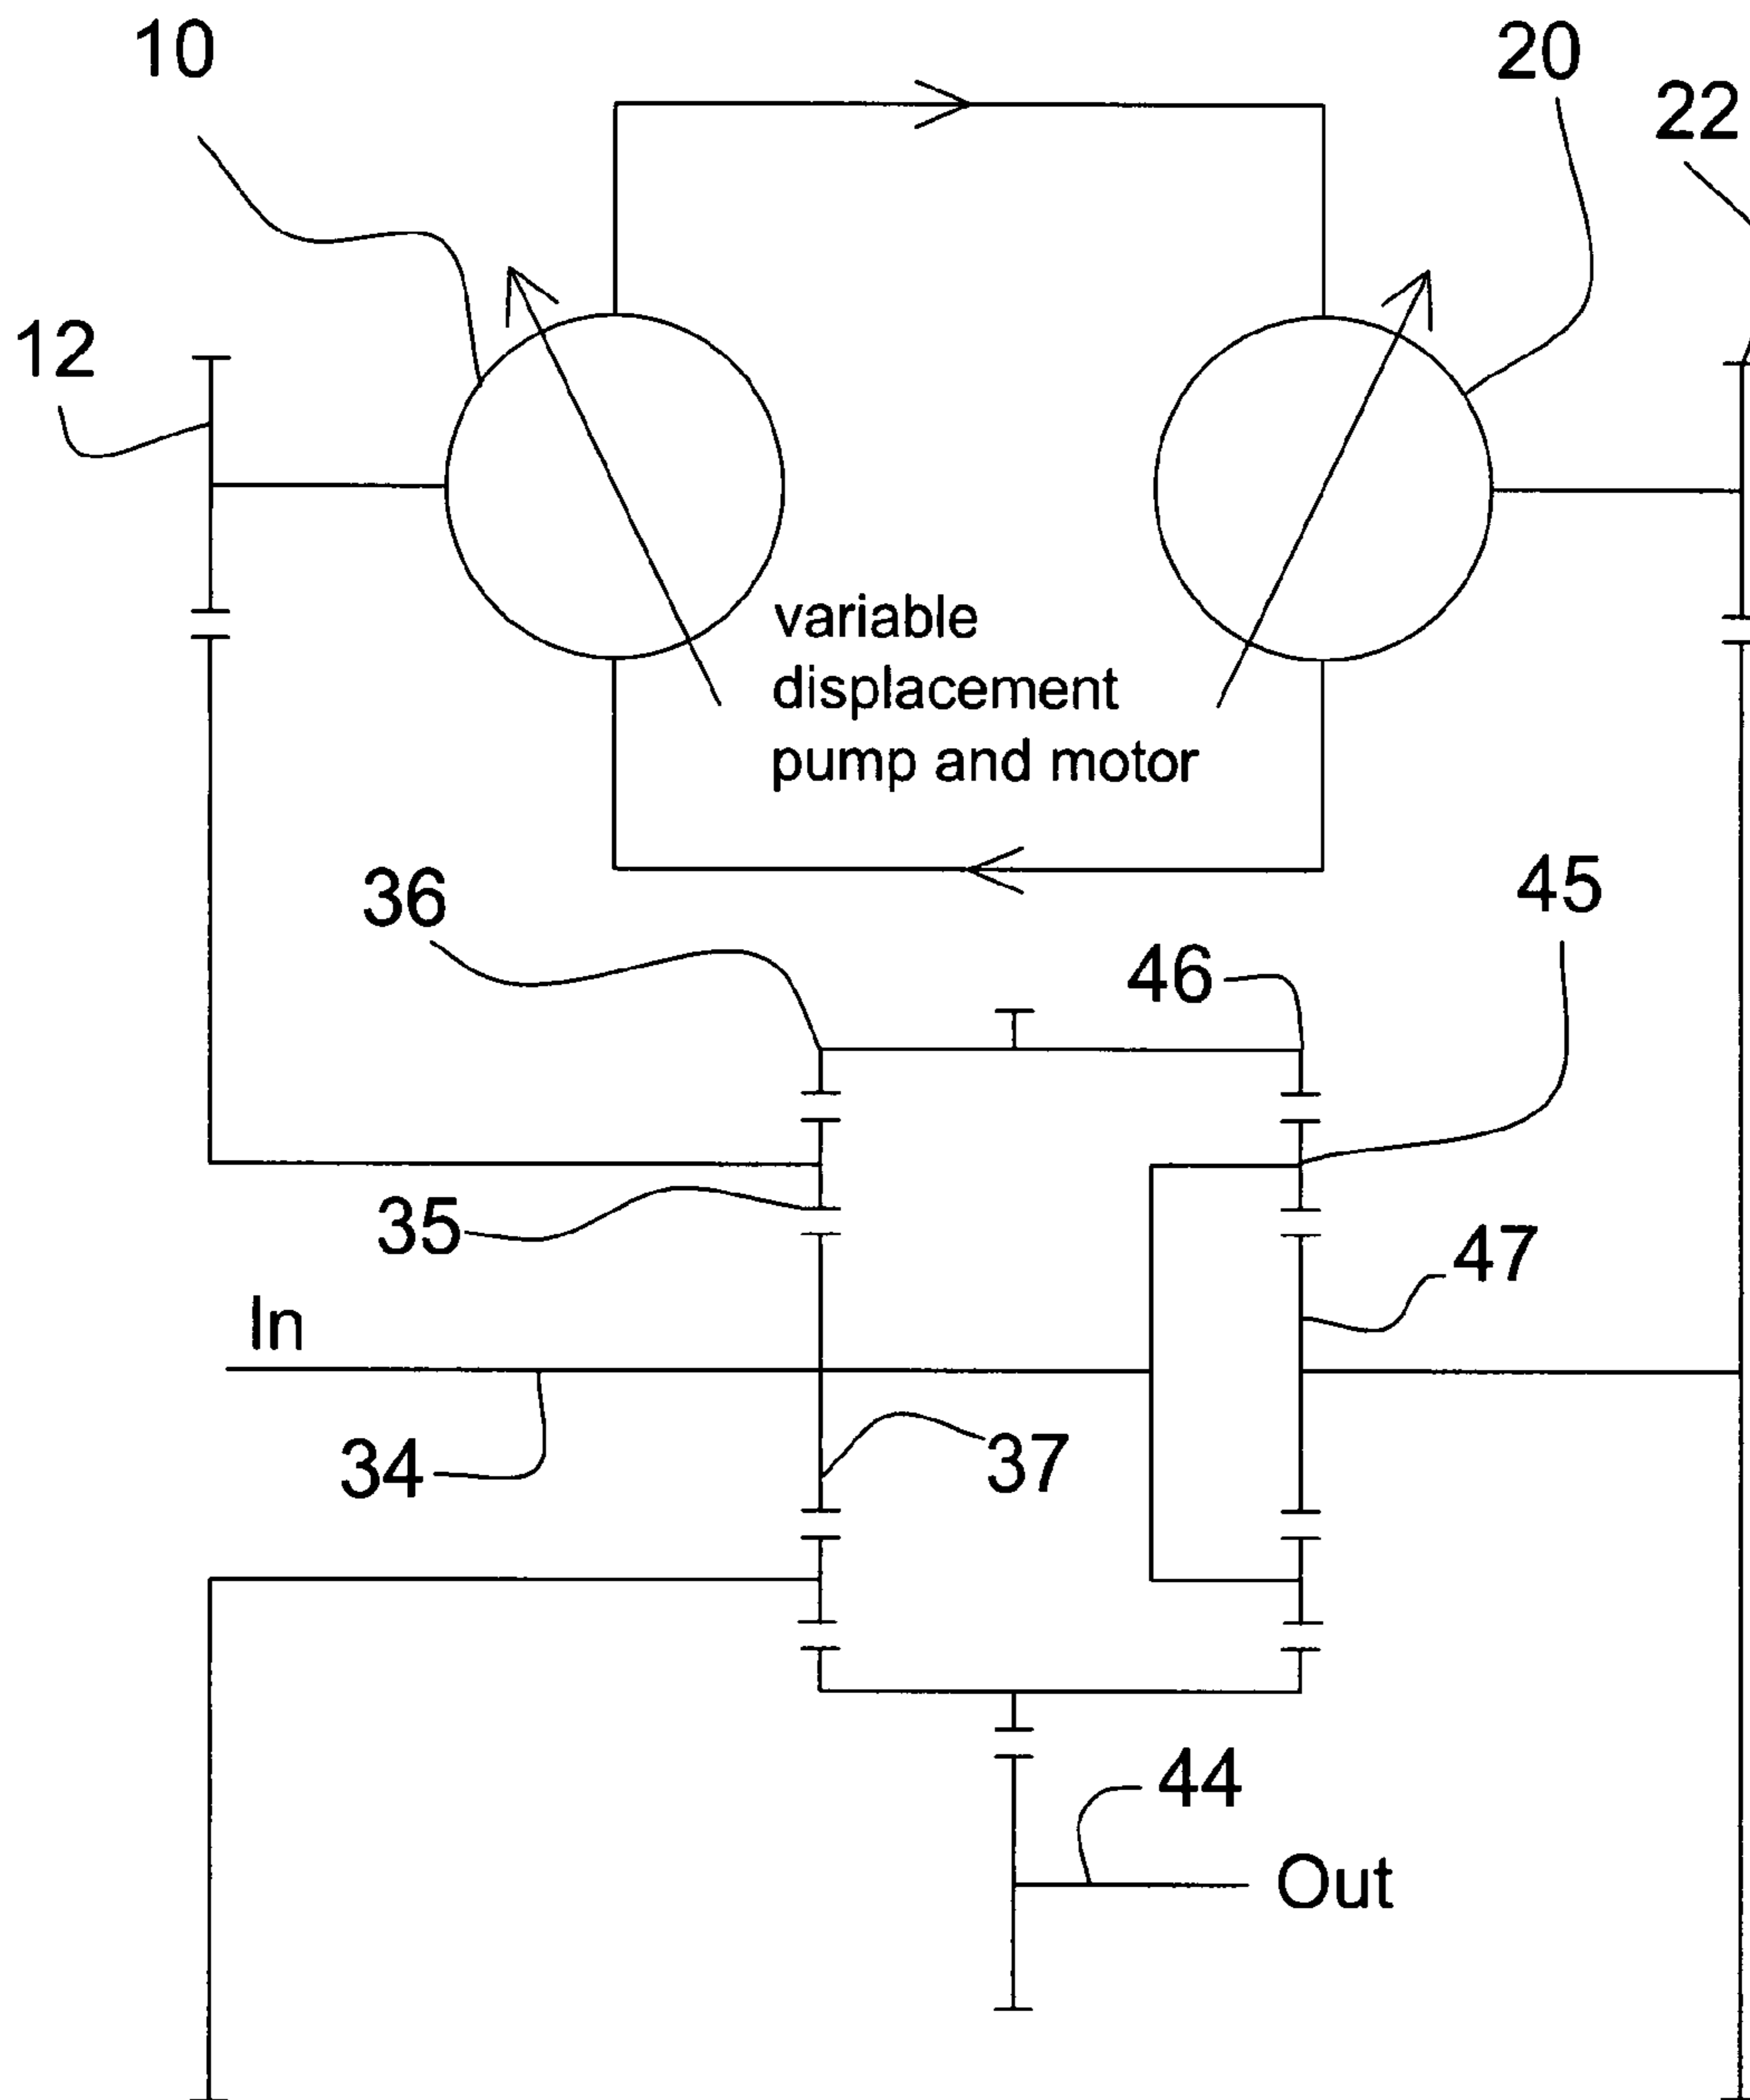 10
20
22
12
variable
displacement
pump and motor
36
45
46
35
47
In
34
37
44
Out